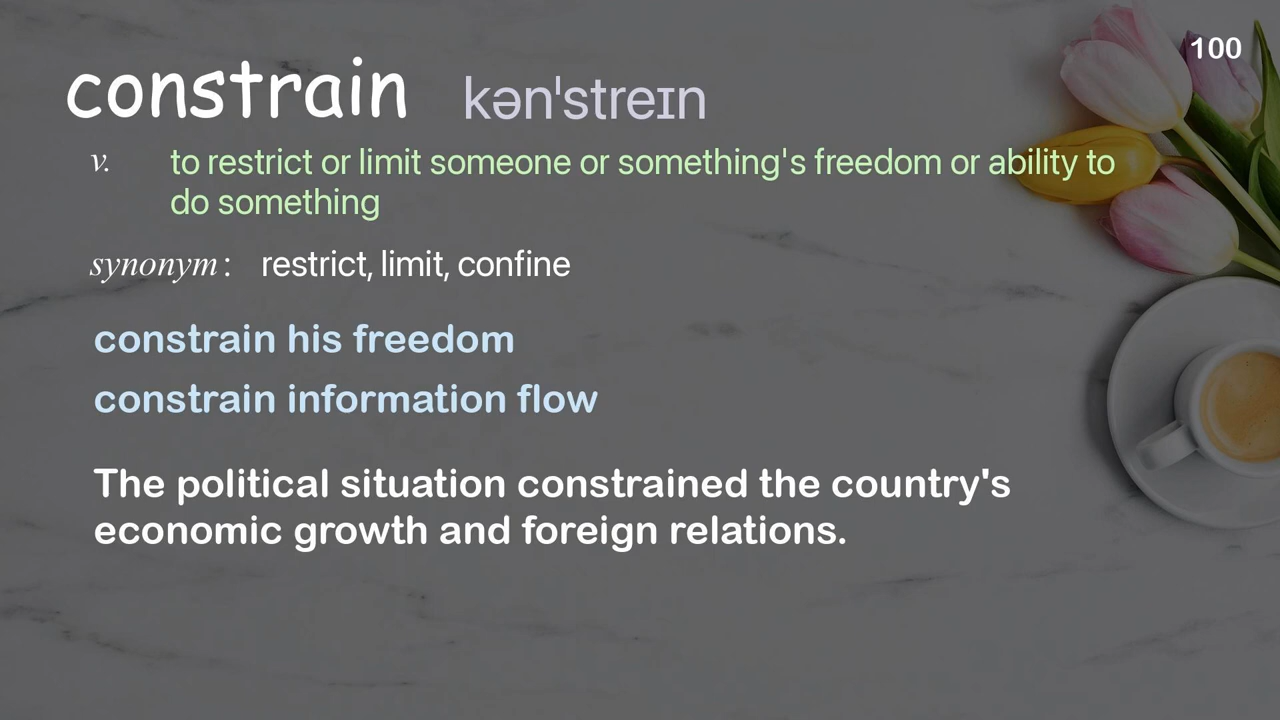 100
constrain kən'streɪn
v. to restrict or limit someone or something's freedom or ability to
do something
synonym : restrict, limit, confine
constrain his freedom
constrain information flow
The political situation constrained the country's
economic growth and foreign relations.